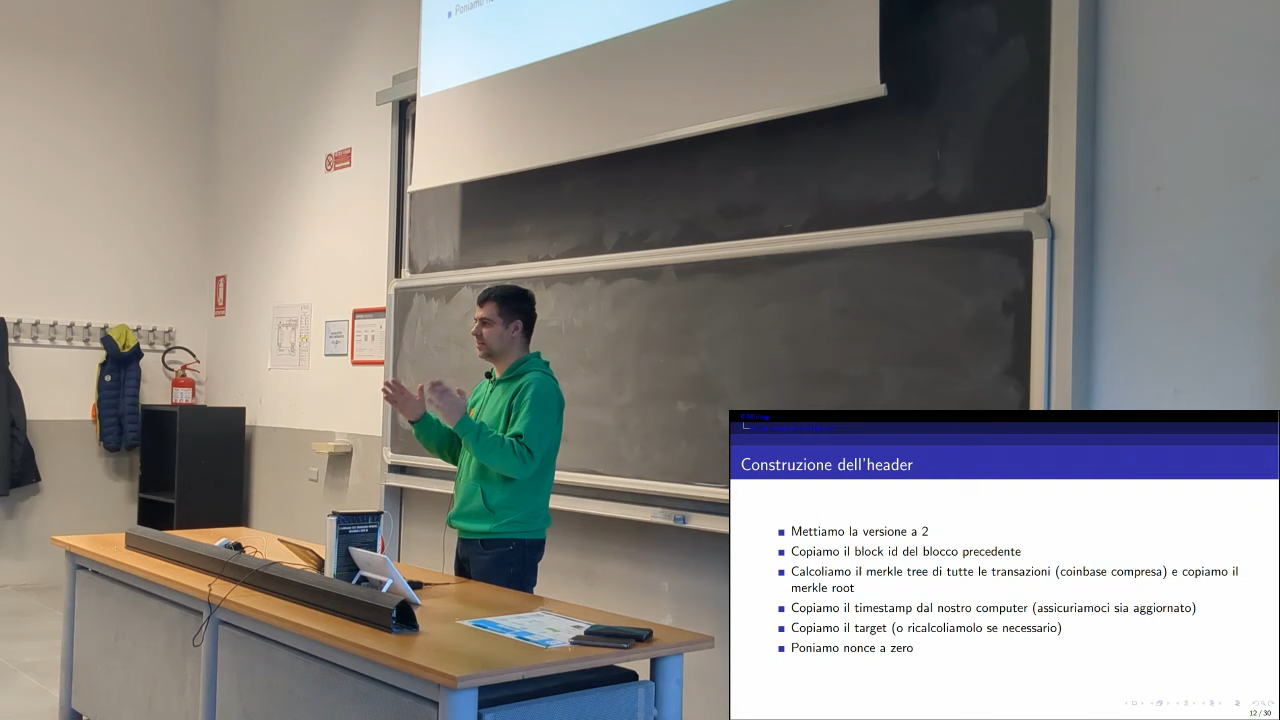 Poniamo
Construzione dell'header
Mettiamo la versione a 2
Copiamo il block id del blocco precedente
Calcoliamo il merkle tree di tutte le transazioni (coinbase compresa) e copiamo il
merkle root
Copiamo il timestamp dal nostro computer (assicuriamoci sia aggiornato)
Copiamo il target (o ricalcoliamolo se necessario)
Poniamo nonce a zero
12 / 30